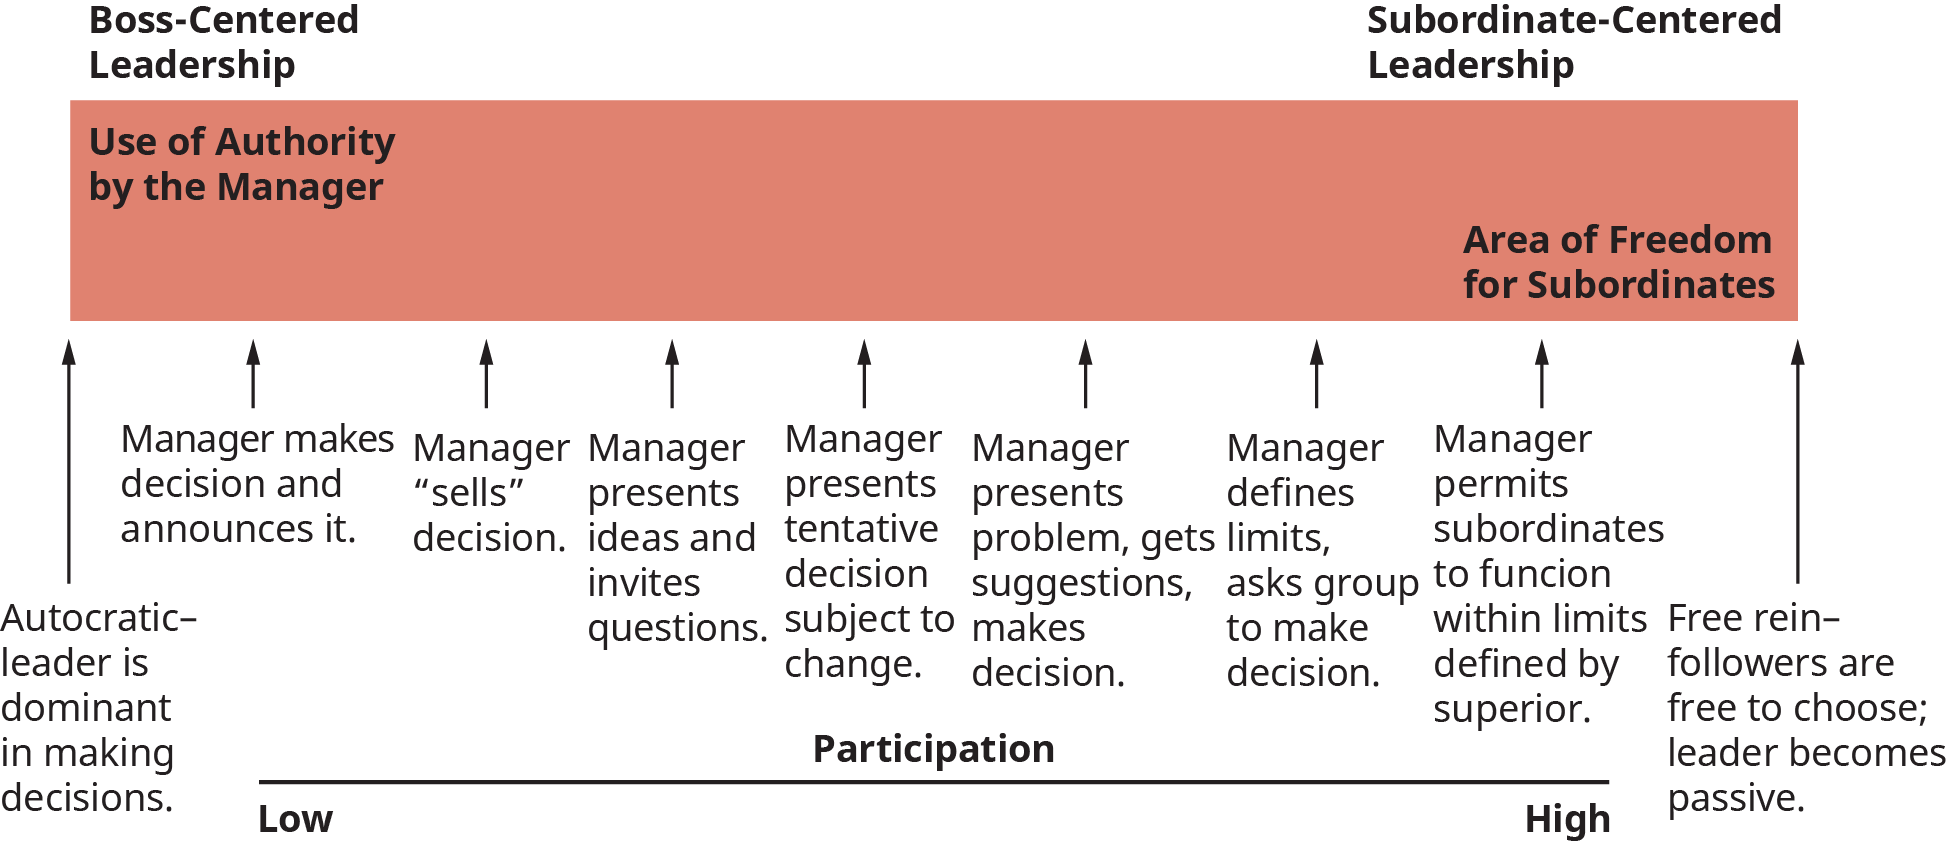 Boss-Centered
Leadership
Subordinate-Centered
Leadership
Use of Authority
by the Manager
Area of Freedom
for Subordinates
Autocratic–
leader is
dominant
in making
decisions.
Manager makes
decision and
announces it.
Manager
“sells”
decision.
Manager
presents
ideas and
invites
questions.
Manager
presents
tentative
decision
subject to
change.
Manager
presents
problem, gets
suggestions,
makes
decision.
Manager
defines
limits,
asks group
to make
decision.
Manager
permits
subordinates
to funcion
within limits
defined by
superior.
Free rein–
followers are
free to choose;
leader becomes
passive.
Participation
Low
High